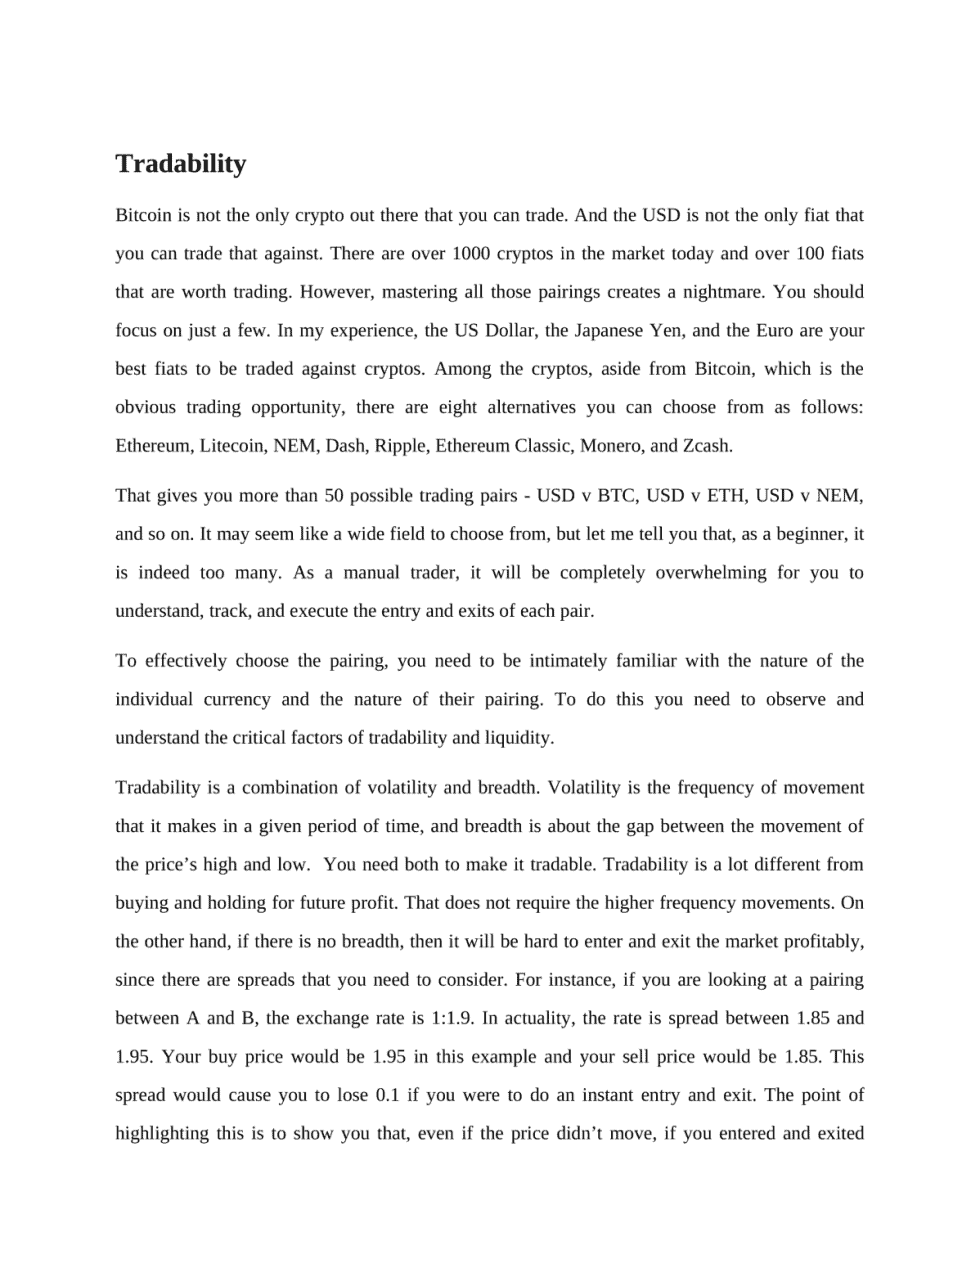 Tradability
Bitcoin is not the only crypto out there that you can trade. And the USD is not the only fiat that
you can trade that against. There are over 1000 cryptos in the market today and over 100 fiats
that are worth trading. However, mastering all those pairings creates a nightmare. You should
focus on just a few. In my experience, the US Dollar, the Japanese Yen, and the Euro are your
best fiats to be traded against cryptos. Among the cryptos, aside from Bitcoin, which is the
obvious trading opportunity, there are eight alternatives you can choose from as follows:
Ethereum, Litecoin, NEM, Dash, Ripple, Ethereum Classic, Monero, and Zcash.
That gives you more than 50 possible trading pairs - USD v BTC, USD v ETH, USD v NEM,
and so on. It may seem like a wide field to choose from, but let me tell you that, as a beginner, it
is indeed too many. As a manual trader, it will be completely overwhelming for you to
understand, track, and execute the entry and exits of each pair.
To effectively choose the pairing, you need to be intimately familiar with the nature of the
individual currency and the nature of their pairing. To do this you need to observe and
understand the critical factors of tradability and liquidity.
Tradability is a combination of volatility and breadth. Volatility is the frequency of movement
that it makes in a given period of time, and breadth is about the gap between the movement of
the price’s high and low.  You need both to make it tradable. Tradability is a lot different from
buying and holding for future profit. That does not require the higher frequency movements. On
the other hand, if there is no breadth, then it will be hard to enter and exit the market profitably,
since there are spreads that you need to consider. For instance, if you are looking at a pairing
between A and B, the exchange rate is 1:1.9. In actuality, the rate is spread between 1.85 and
1.95. Your buy price would be 1.95 in this example and your sell price would be 1.85. This
spread would cause you to lose 0.1 if you were to do an instant entry and exit. The point of
highlighting this is to show you that, even if the price didn’t move, if you entered and exited